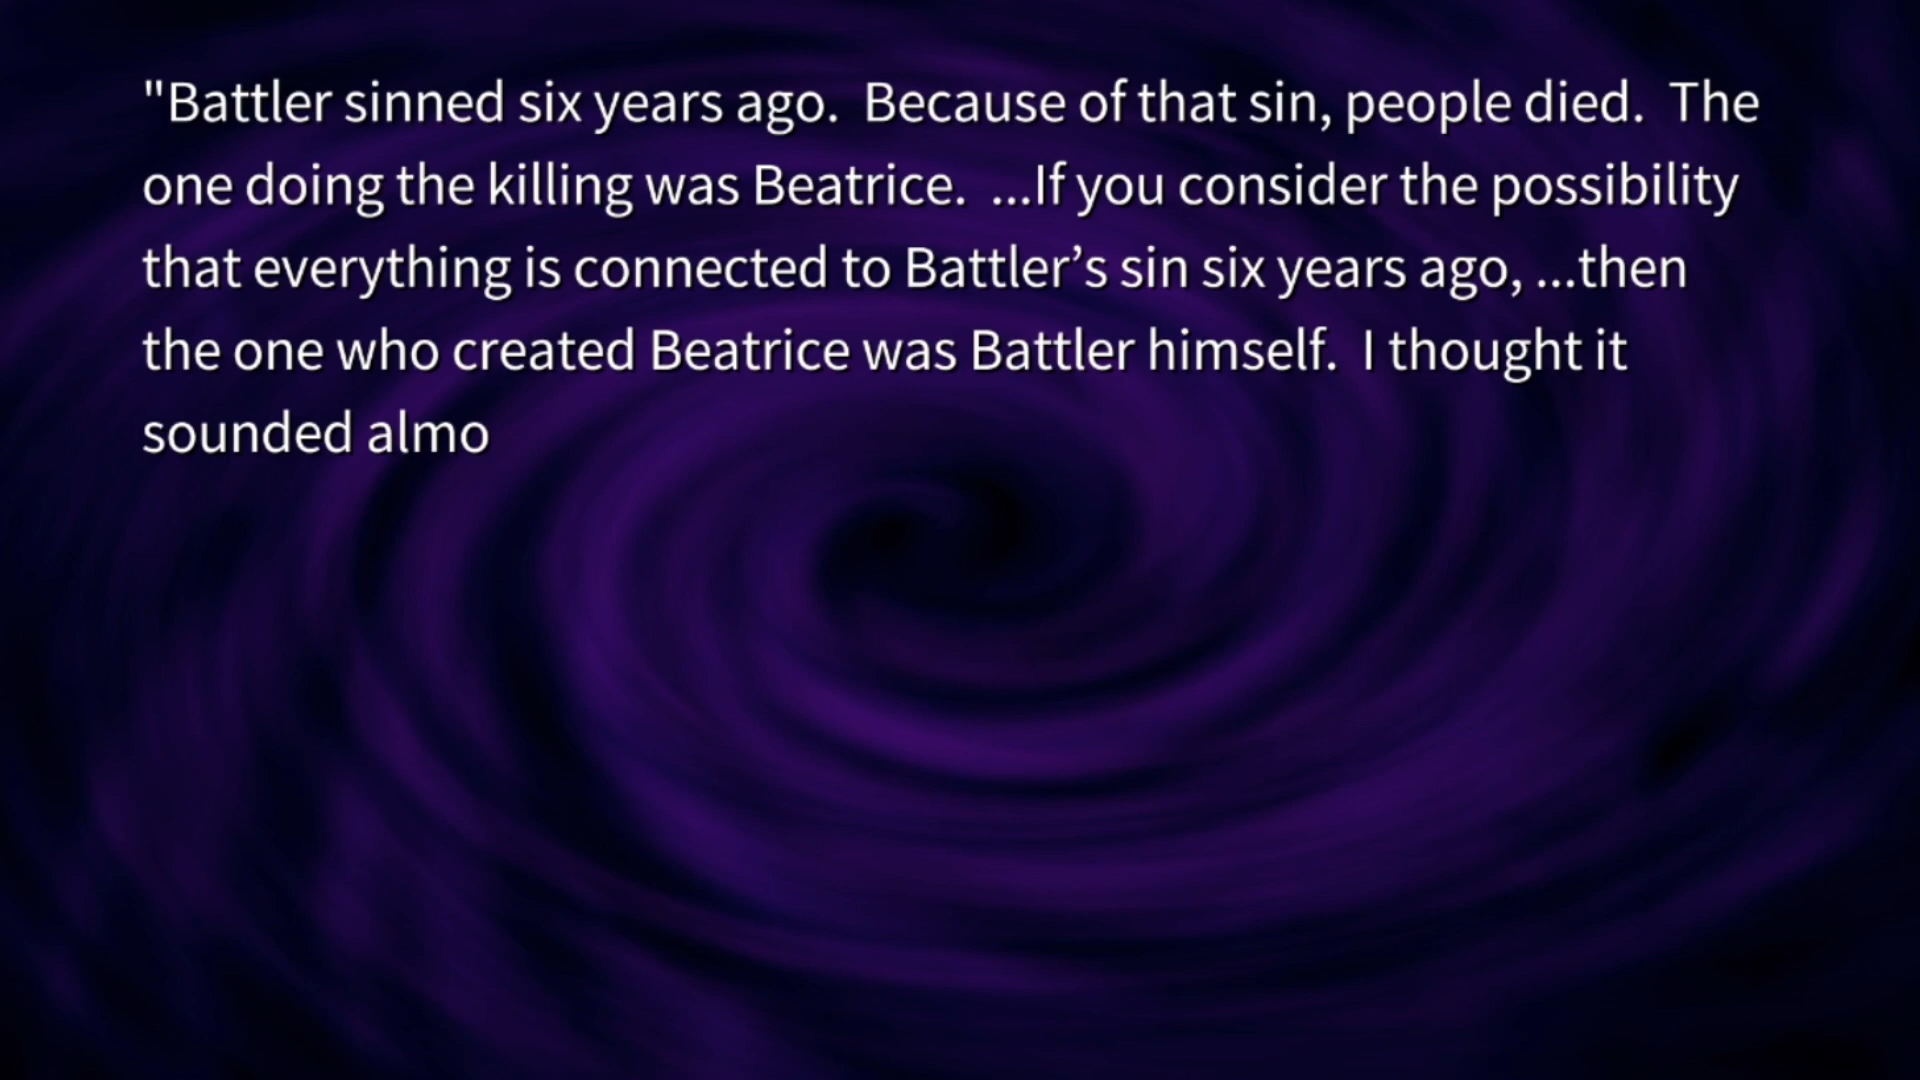 "Battler sinned six years ago.  Because of that sin, people died.  The
one doing the killing was Beatrice.  ...If you consider the possibility
that everything is connected to Battler’s sin six years ago, ...then
the one who created Beatrice was Battler himself.  I thought it
sounded almo